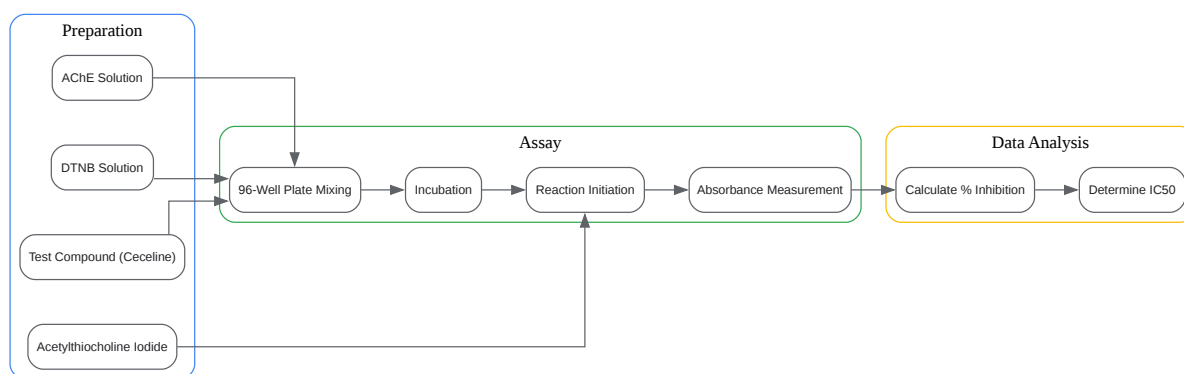 Preparation
AChE Solution
DTNB Solution
Test Compound (Ceceline)
Acetylthiocholine Iodide
Assay
96-Well Plate Mixing
Incubation
Reaction Initiation
Absorbance Measurement
Data Analysis
Calculate % Inhibition
Determine IC50